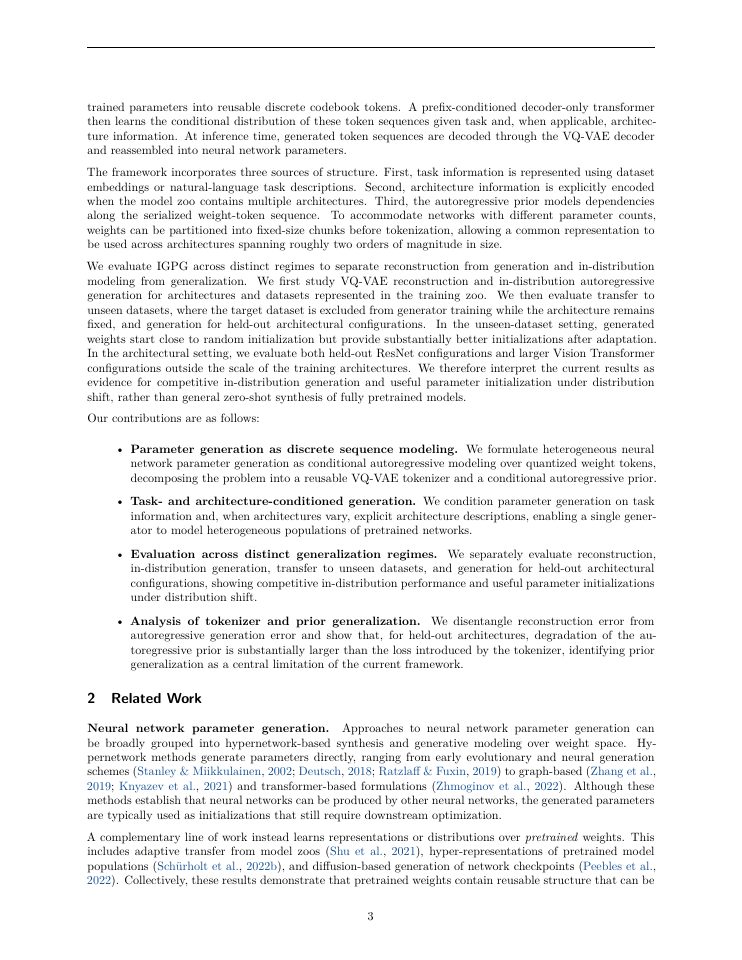 trained parameters into reusable discrete codebook tokens. A prefix-conditioned decoder-only transformer
then learns the conditional distribution of these token sequences given task and, when applicable, architec-
ture information. At inference time, generated token sequences are decoded through the VQ-VAE decoder
and reassembled into neural network parameters.
The framework incorporates three sources of structure. First, task information is represented using dataset
embeddings or natural-language task descriptions. Second, architecture information is explicitly encoded
when the model zoo contains multiple architectures. Third, the autoregressive prior models dependencies
along the serialized weight-token sequence. To accommodate networks with different parameter counts,
weights can be partitioned into fixed-size chunks before tokenization, allowing a common representation to
be used across architectures spanning roughly two orders of magnitude in size.
We evaluate IGPG across distinct regimes to separate reconstruction from generation and in-distribution
modeling from generalization. We first study VQ-VAE reconstruction and in-distribution autoregressive
generation for architectures and datasets represented in the training zoo. We then evaluate transfer to
unseen datasets, where the target dataset is excluded from generator training while the architecture remains
fixed, and generation for held-out architectural configurations. In the unseen-dataset setting, generated
weights start close to random initialization but provide substantially better initializations after adaptation.
In the architectural setting, we evaluate both held-out ResNet configurations and larger Vision Transformer
configurations outside the scale of the training architectures. We therefore interpret the current results as
evidence for competitive in-distribution generation and useful parameter initialization under distribution
shift, rather than general zero-shot synthesis of fully pretrained models.
Our contributions are as follows:
• Parameter generation as discrete sequence modeling. We formulate heterogeneous neural
network parameter generation as conditional autoregressive modeling over quantized weight tokens,
decomposing the problem into a reusable VQ-VAE tokenizer and a conditional autoregressive prior.
• Task- and architecture-conditioned generation. We condition parameter generation on task
information and, when architectures vary, explicit architecture descriptions, enabling a single gener-
ator to model heterogeneous populations of pretrained networks.
• Evaluation across distinct generalization regimes. We separately evaluate reconstruction,
in-distribution generation, transfer to unseen datasets, and generation for held-out architectural
configurations, showing competitive in-distribution performance and useful parameter initializations
under distribution shift.
• Analysis of tokenizer and prior generalization. We disentangle reconstruction error from
autoregressive generation error and show that, for held-out architectures, degradation of the au-
toregressive prior is substantially larger than the loss introduced by the tokenizer, identifying prior
generalization as a central limitation of the current framework.
2 Related Work
Neural network parameter generation. Approaches to neural network parameter generation can
be broadly grouped into hypernetwork-based synthesis and generative modeling over weight space. Hy-
pernetwork methods generate parameters directly, ranging from early evolutionary and neural generation
schemes (Stanley & Miikkulainen, 2002; Deutsch, 2018; Ratzlaff & Fuxin, 2019) to graph-based (Zhang et al.,
2019; Knyazev et al., 2021) and transformer-based formulations (Zhmoginov et al., 2022). Although these
methods establish that neural networks can be produced by other neural networks, the generated parameters
are typically used as initializations that still require downstream optimization.
A complementary line of work instead learns representations or distributions over pretrained weights. This
includes adaptive transfer from model zoos (Shu et al., 2021), hyper-representations of pretrained model
populations (Schürholt et al., 2022b), and diffusion-based generation of network checkpoints (Peebles et al.,
2022). Collectively, these results demonstrate that pretrained weights contain reusable structure that can be
3